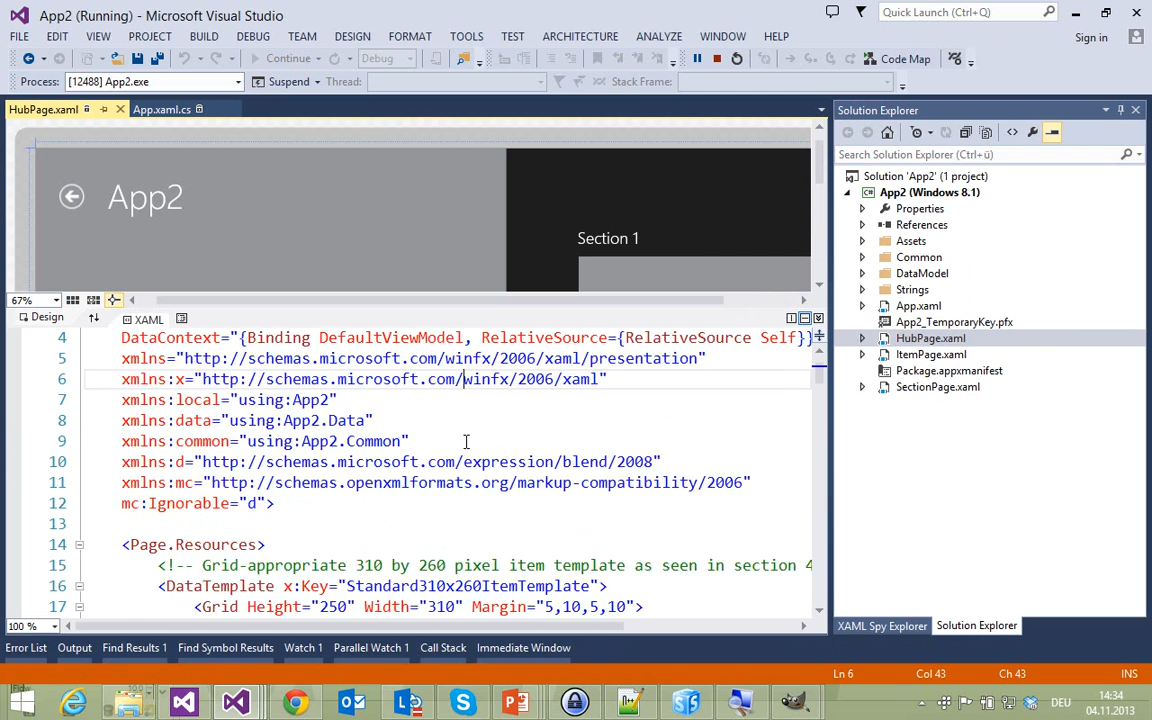 App2 (Running) - Microsoft Visual Studio
Quick Launch (Ctrl+Q)
FILE EDIT VIEW PROJECT BUILD DEBUG TEAM DESIGN FORMAT TOOLS TEST ARCHITECTURE ANALYZE WINDOW HELP
Sign in
Continue Debug Code Map
Process: [12488] App2.exe Suspend Thread: Stack Frame:
HubPage.xaml App.xaml.cs
App2
Section 1
67%
Design XAML
4 DataContext="{Binding DefaultViewModel, RelativeSource={RelativeSource Self}}
5 xmlns="http://schemas.microsoft.com/winfx/2006/xaml/presentation"
6 xmlns:x="http://schemas.microsoft.com/winfx/2006/xaml"
7 xmlns:local="using:App2"
8 xmlns:data="using:App2.Data"
9 xmlns:common="using:App2.Common"
10 xmlns:d="http://schemas.microsoft.com/expression/blend/2008"
11 xmlns:mc="http://schemas.openxmlformats.org/markup-compatibility/2006"
12 mc:Ignorable="d">
13
14 <Page.Resources>
15 <!-- Grid-appropriate 310 by 260 pixel item template as seen in section 4
16 <DataTemplate x:Key="Standard310x260ItemTemplate">
17 <Grid Height="250" Width="310" Margin="5,10,5,10">
100 %
Solution Explorer
Search Solution Explorer (Ctrl+ü)
Solution 'App2' (1 project)
App2 (Windows 8.1)
Properties
References
Assets
Common
DataModel
Strings
App.xaml
App2_TemporaryKey.pfx
HubPage.xaml
ItemPage.xaml
Package.appxmanifest
SectionPage.xaml
XAML Spy Explorer Solution Explorer
Error List Output Find Results 1 Find Symbol Results Watch 1 Parallel Watch 1 Call Stack Immediate Window
Ln 6 Col 43 Ch 43 INS
DEU
14:34
04.11.2013